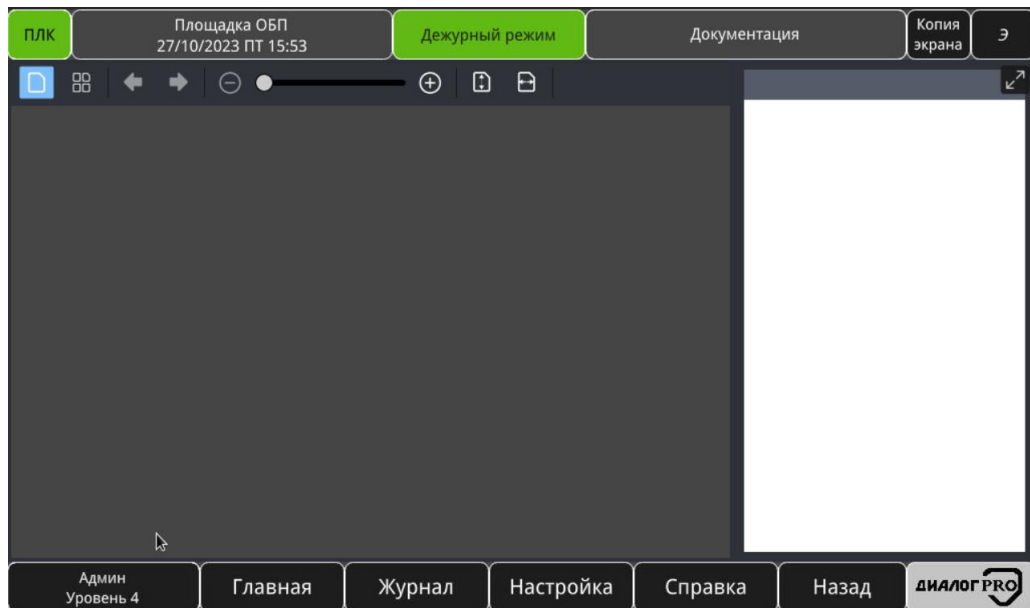 ПЛК
Площадка ОБП
27/10/2023 ПТ 15:53
Дежурный режим
Документация
Копия
экрана
Э
Админ
Уровень 4
Главная
Журнал
Настройка
Справка
Назад
ДИАЛОГ PRO